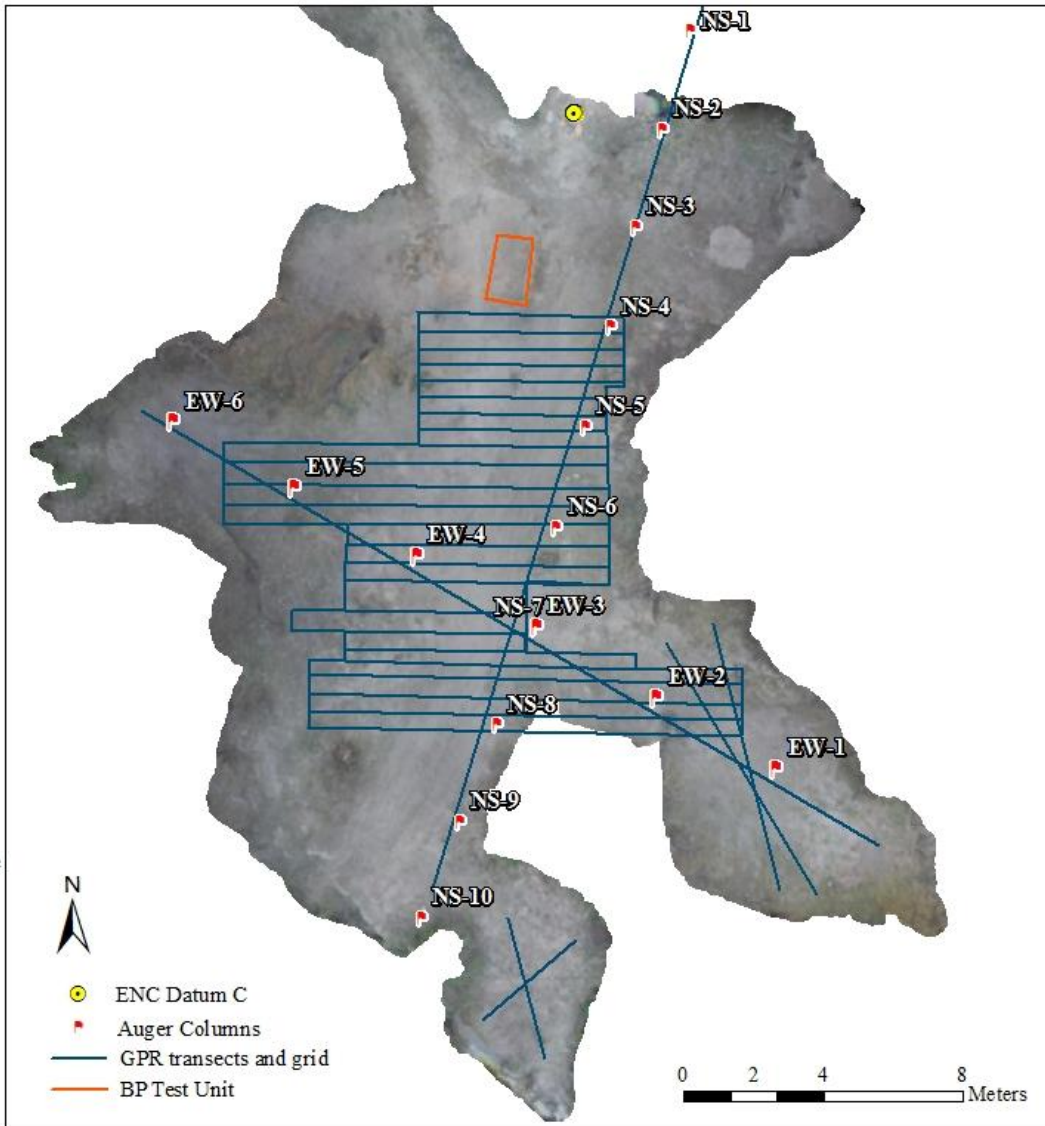 NS-1
NS-2
NS-3
NS-4
EW-6
NS-5
EW-5
NS-6
EW-4
NS-7 EW-3
EW-2
NS-8
EW-1
NS-9
NS-10
N
ENC Datum C
Auger Columns
GPR transects and grid
BP Test Unit
0 2 4 8
Meters